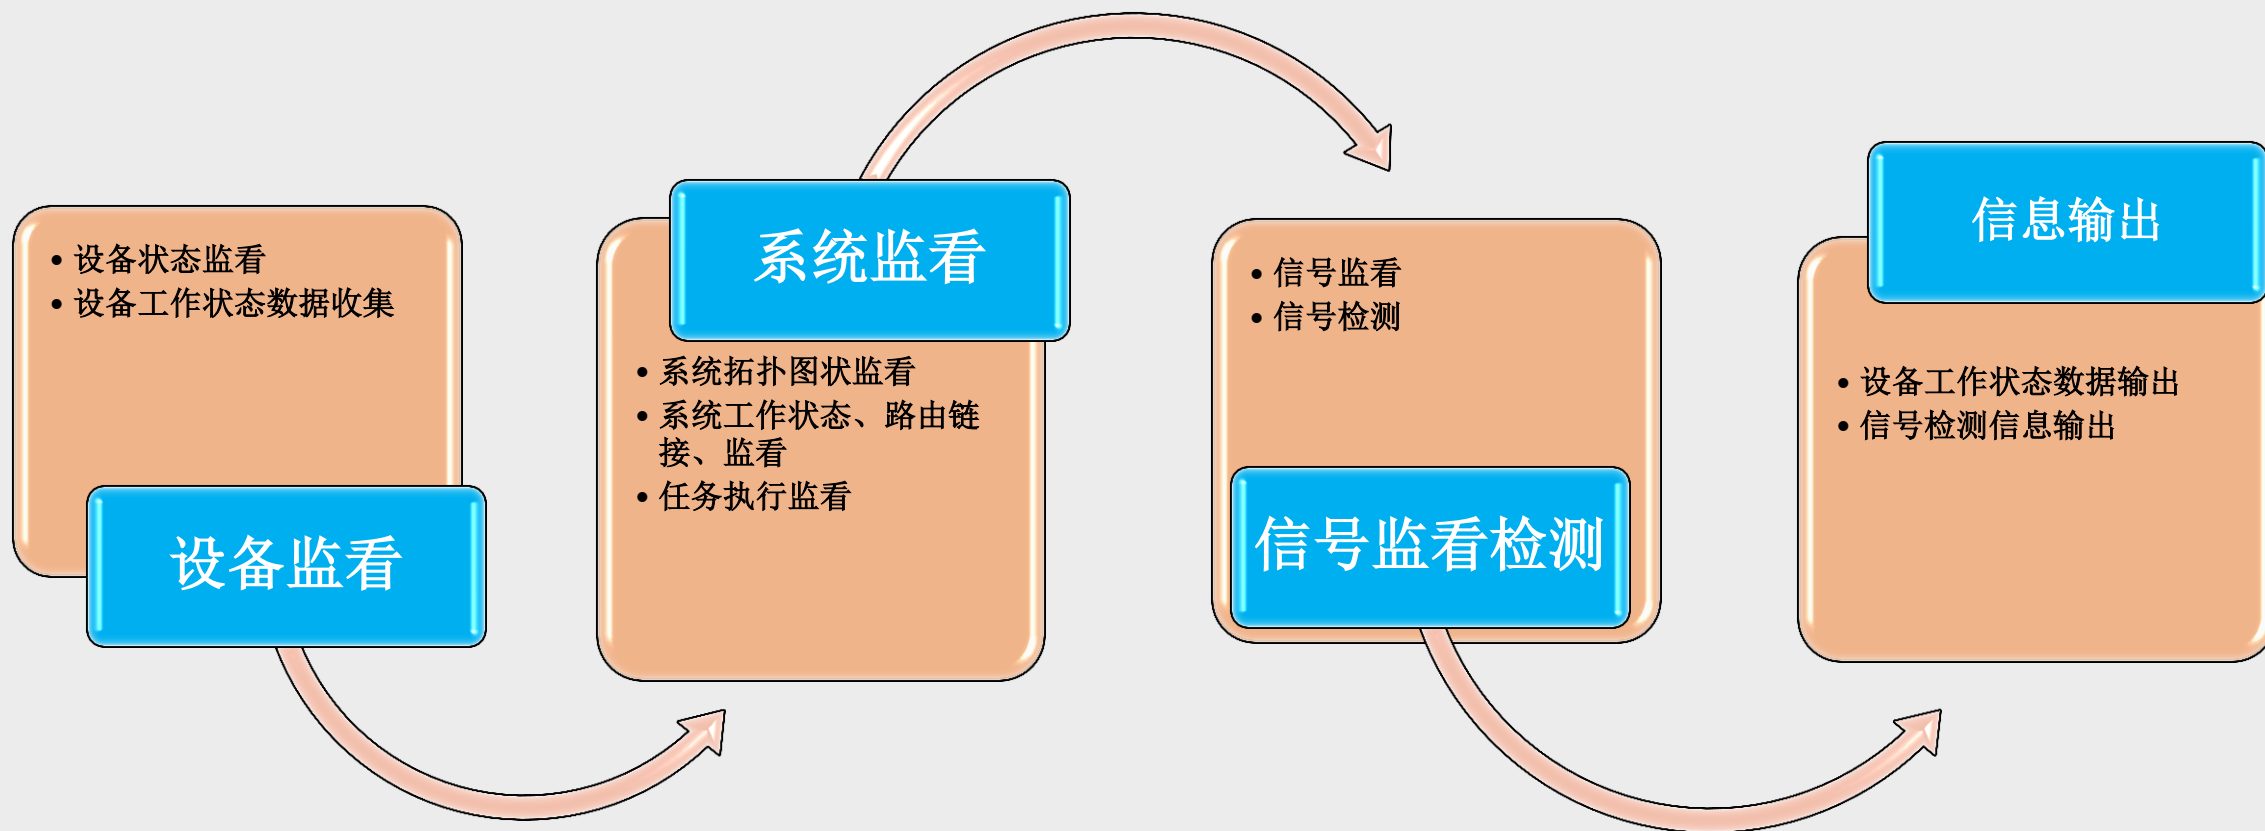 • 设备状态监看
• 设备工作状态数据收集
设备监看
系统监看
• 系统拓扑图状监看
• 系统工作状态、路由链
接、监看
• 任务执行监看
• 信号监看
• 信号检测
信号监看检测
信息输出
• 设备工作状态数据输出
• 信号检测信息输出